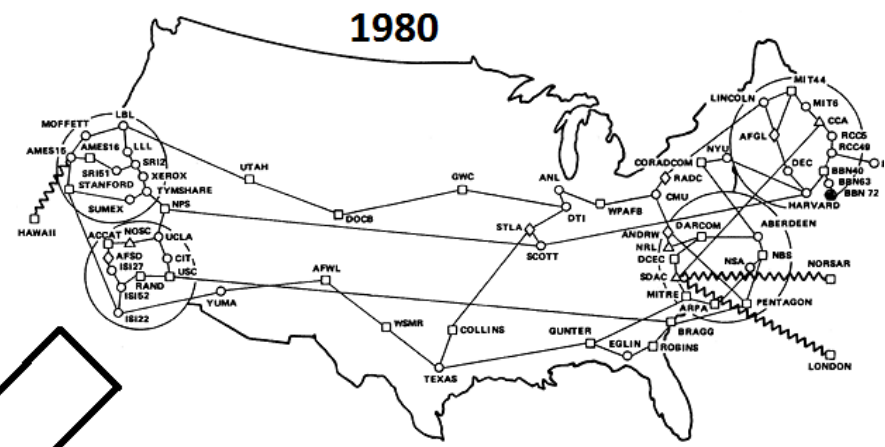 1980
MIT44
LINCOLN
MIT6
CCA
AFGL
RCC5
RCC49
DEC
BBN40
BBN63
BBN 72
HARVARD
NYU
CORADCOM
RADC
CMU
WPAFB
ANL
DTI
GWC
STLA
SCOTT
MOFFETT
LBL
AMES15
AMES16
LLL
SRI2
SRI51
XEROX
STANFORD
TYMSHARE
SUMEX
NPS
HAWAII
UTAH
DOCB
ACCAT
NOSC
UCLA
AFSD
CIT
ISI27
RAND
USC
ISI52
ISI22
YUMA
AFWL
WSMR
TEXAS
COLLINS
GUNTER
EGLIN
ROBINS
BRAGG
ANDRW
DARCOM
ABERDEEN
NRL
DCEC
NSA
NBS
SDAC
NORSAR
MITRE
ARPA
PENTAGON
LONDON